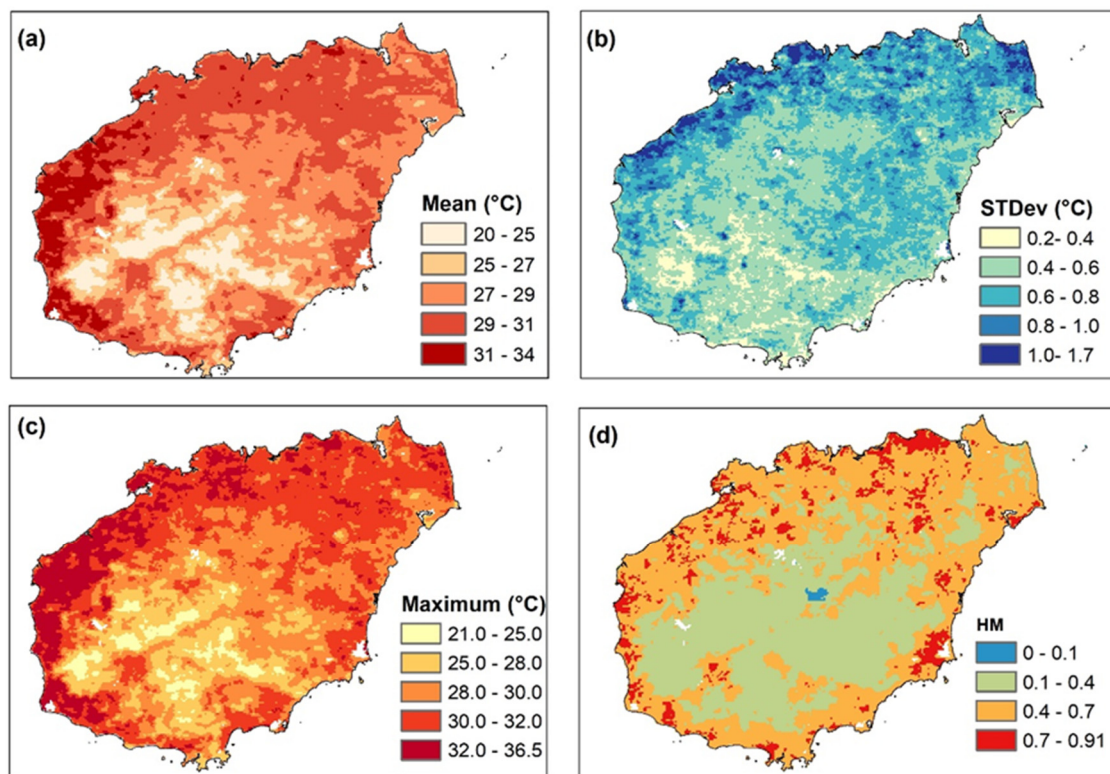 (a)
Mean (°C)
20 - 25
25 - 27
27 - 29
29 - 31
31 - 34
(b)
STDev (°C)
0.2- 0.4
0.4 - 0.6
0.6 - 0.8
0.8 - 1.0
1.0- 1.7
(c)
Maximum (°C)
21.0 - 25.0
25.0 - 28.0
28.0 - 30.0
30.0 - 32.0
32.0 - 36.5
(d)
HM
0 - 0.1
0.1 - 0.4
0.4 - 0.7
0.7 - 0.91